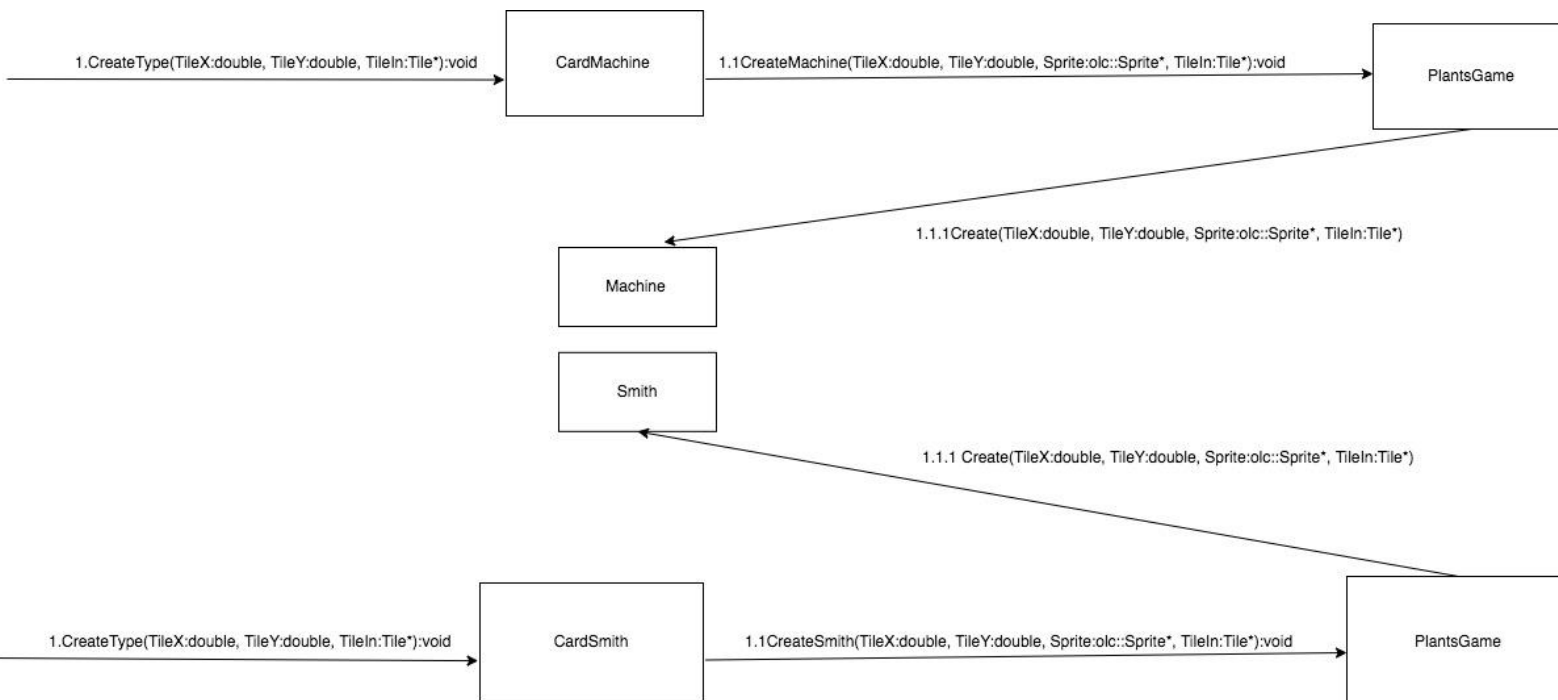 1.CreateType(TileX:double, TileY:double, TileIn:Tile*):void
CardMachine
1.1CreateMachine(TileX:double, TileY:double, Sprite:olc::Sprite*, TileIn:Tile*):void
PlantsGame
1.1.1Create(TileX:double, TileY:double, Sprite:olc::Sprite*, TileIn:Tile*)
Machine
Smith
1.1.1 Create(TileX:double, TileY:double, Sprite:olc::Sprite*, TileIn:Tile*)
1.CreateType(TileX:double, TileY:double, TileIn:Tile*):void
CardSmith
1.1CreateSmith(TileX:double, TileY:double, Sprite:olc::Sprite*, TileIn:Tile*):void
PlantsGame